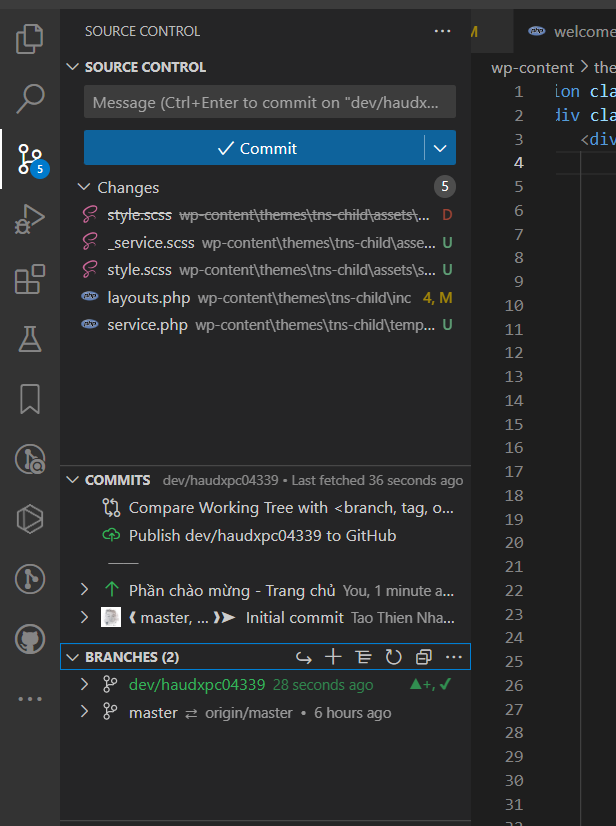 SOURCE CONTROL
SOURCE CONTROL
Message (Ctrl+Enter to commit on "dev/haudx...
Commit
Changes 5
style.scss wp-content\themes\tns-child\assets\... D
_service.scss wp-content\themes\tns-child\asse... U
style.scss wp-content\themes\tns-child\assets\s... U
layouts.php wp-content\themes\tns-child\inc 4, M
service.php wp-content\themes\tns-child\temp... U
5
COMMITS dev/haudxpc04339 • Last fetched 36 seconds ago
Compare Working Tree with <branch, tag, o...
Publish dev/haudxpc04339 to GitHub
Phần chào mừng - Trang chủ You, 1 minute a...
master, ... Initial commit Tao Thien Nha...
BRANCHES (2)
dev/haudxpc04339 28 seconds ago ▲+, ✓
master ⇄ origin/master • 6 hours ago
M
php welcome
wp-content > the
1 ion cla
2 div cla
3 <div
4
5
6
7
8
9
10
11
12
13
14
15
16
17
18
19
20
21
22
23
24
25
26
27
28
29
30
31